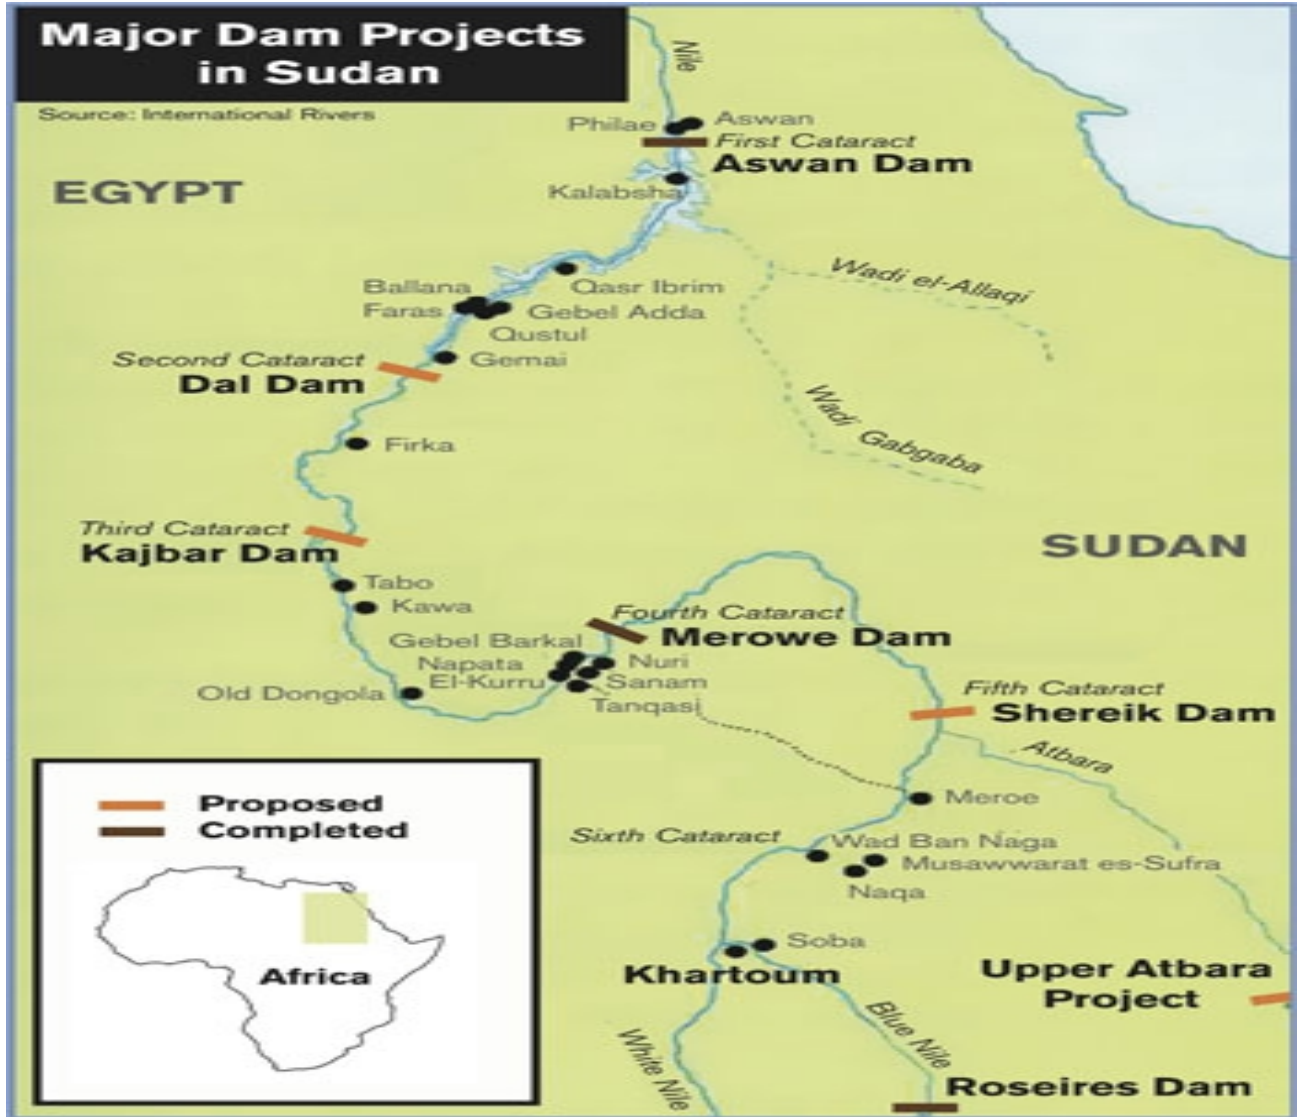 Major Dam Projects
in Sudan
Source: International Rivers
Nile
Philae
Aswan
First Cataract
Aswan Dam
EGYPT
Kalabsha
Wadi el-Allaqi
Ballana
Qasr Ibrim
Faras
Gebel Adda
Qustul
Second Cataract
Gemai
Dal Dam
Wadi Gabgaba
Firka
Third Cataract
Kajbar Dam
SUDAN
Tabo
Kawa
Fourth Cataract
Merowe Dam
Gebel Barkal
Napata
Nuri
El-Kurru
Sanam
Old Dongola
Tanqasi
Fifth Cataract
Shereik Dam
Atbara
Meroe
Proposed
Completed
Sixth Cataract
Wad Ban Naga
Musawwarat es-Sufra
Naqa
Soba
Khartoum
Africa
Upper Atbara
Project
Blue Nile
White Nile
Roseires Dam